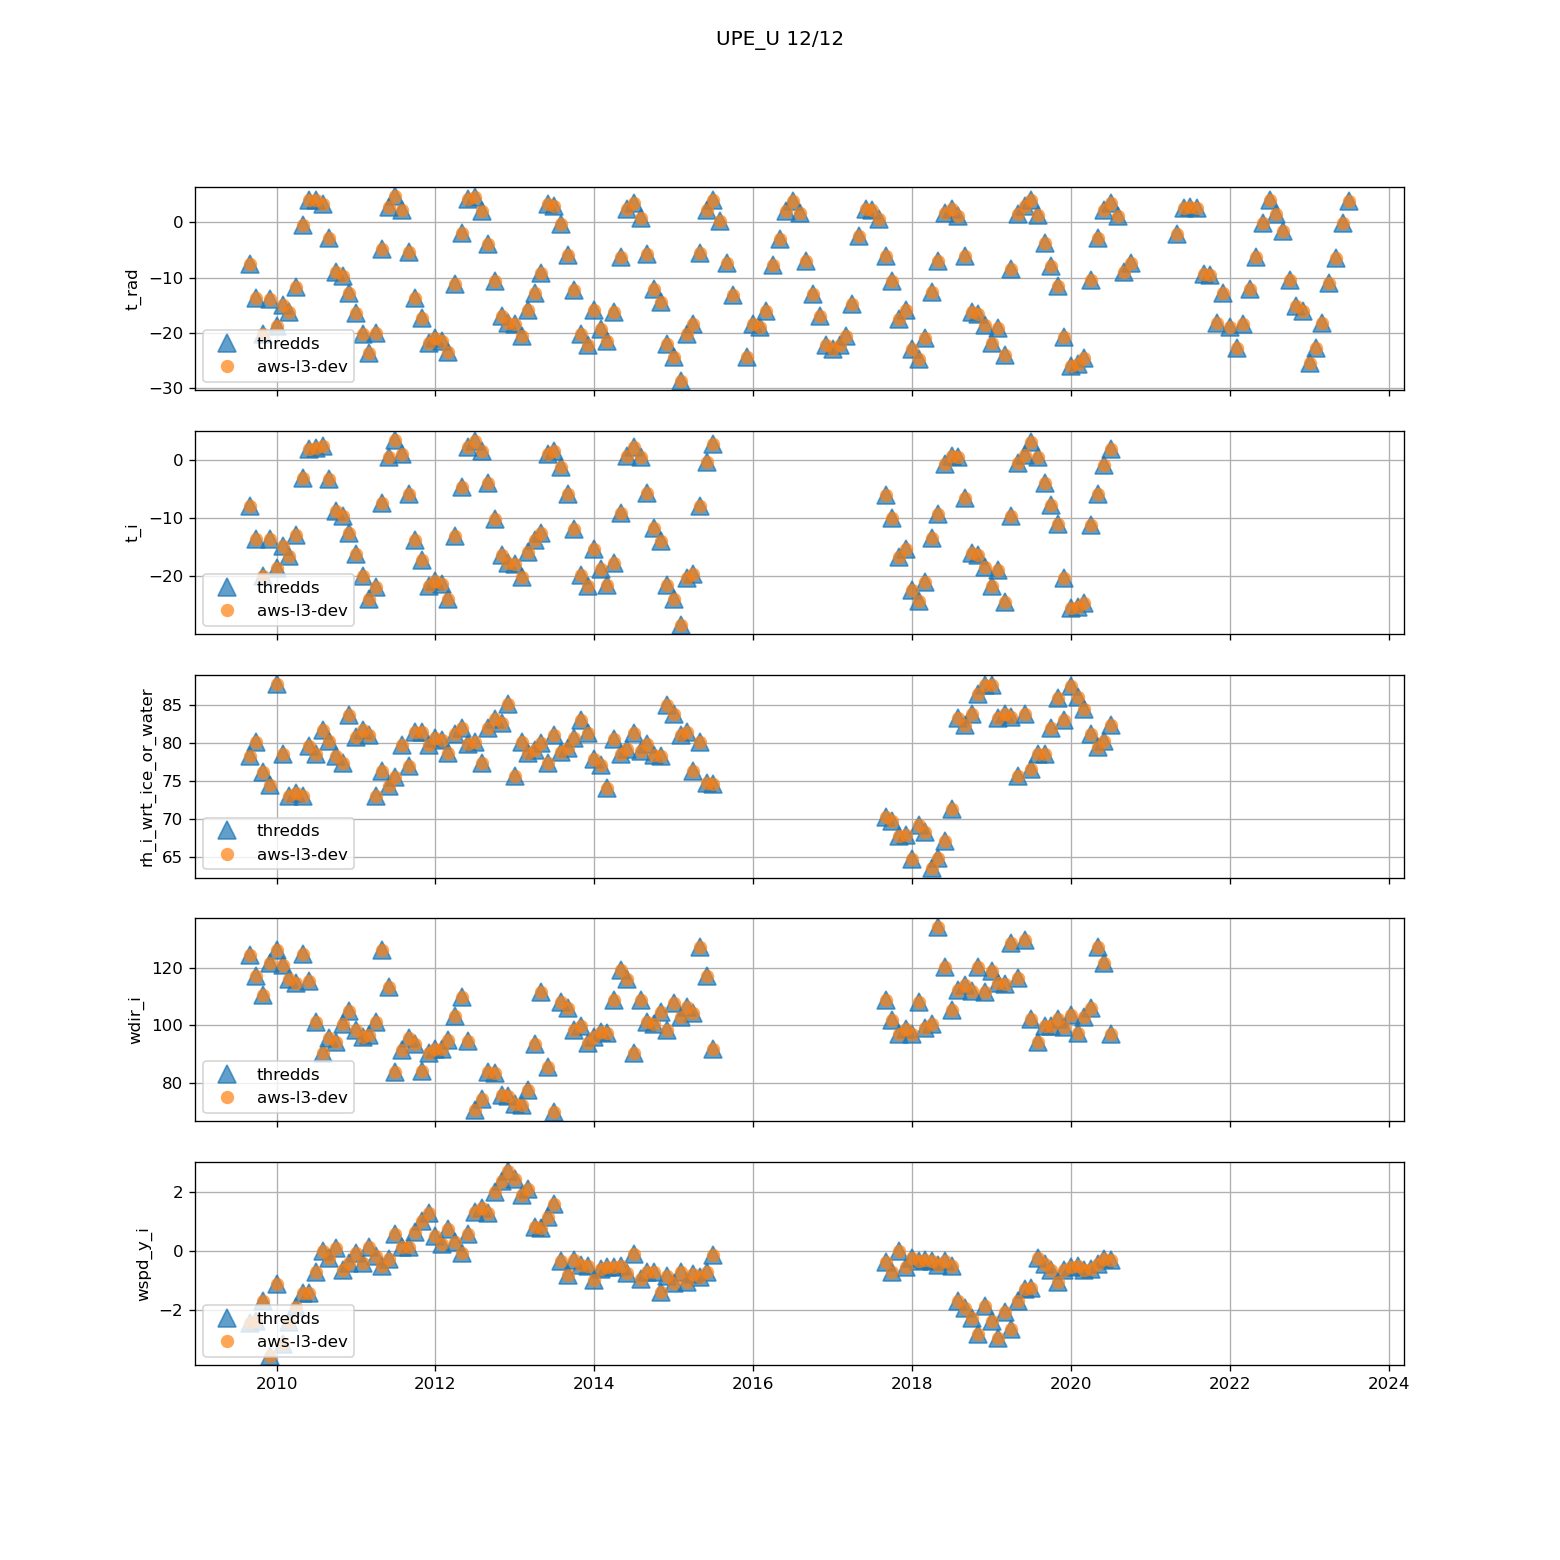 UPE_U 12/12
t_rad
0
−10
−20
−30
thredds
aws-l3-dev
t_i
0
−10
−20
thredds
aws-l3-dev
rh_i_wrt_ice_or_water
85
80
75
70
65
thredds
aws-l3-dev
wdir_i
120
100
80
thredds
aws-l3-dev
wspd_y_i
2
0
−2
thredds
aws-l3-dev
2010 2012 2014 2016 2018 2020 2022 2024